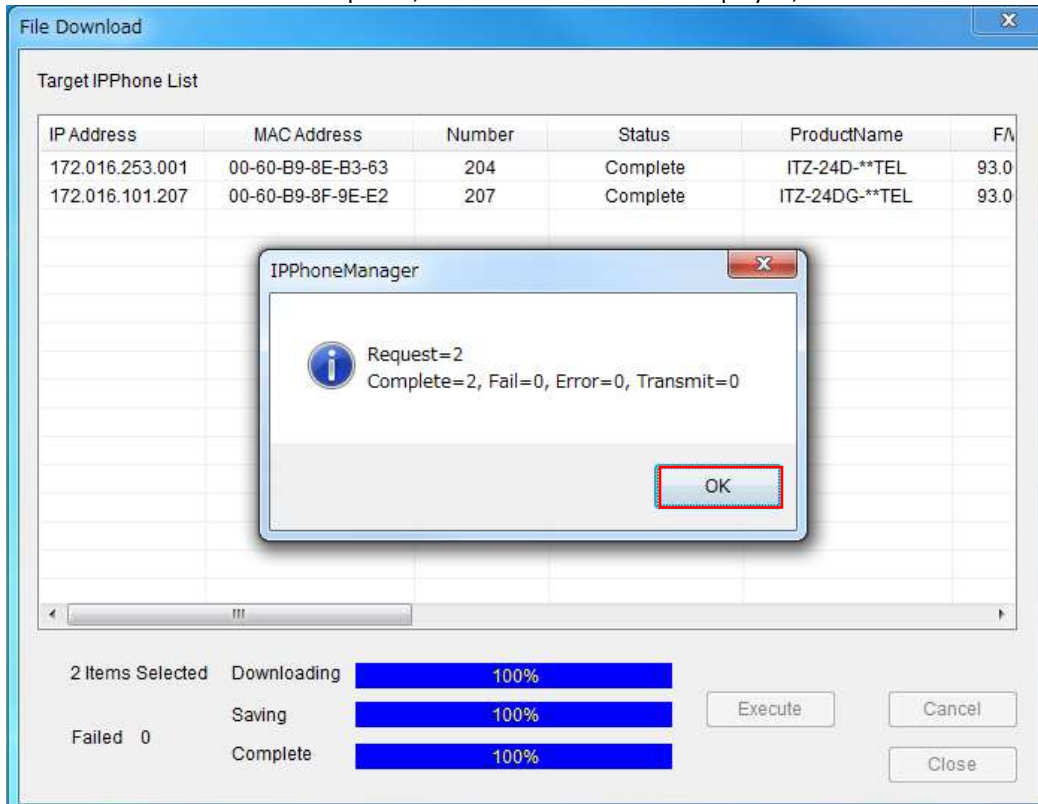 File Download
Target IPPhone List
IP Address MAC Address Number Status ProductName
172.016.253.001 00-60-B9-8E-B3-63 204 Complete ITZ-24D-**TEL 93.0
172.016.101.207 00-60-B9-8F-9E-E2 207 Complete ITZ-24DG-**TEL 93.0
IPPhoneManager
Request=2
Complete=2, Fail=0, Error=0, Transmit=0
OK
2 Items Selected Downloading 100%
Saving 100% Execute Cancel
Failed 0
Complete 100%
Close